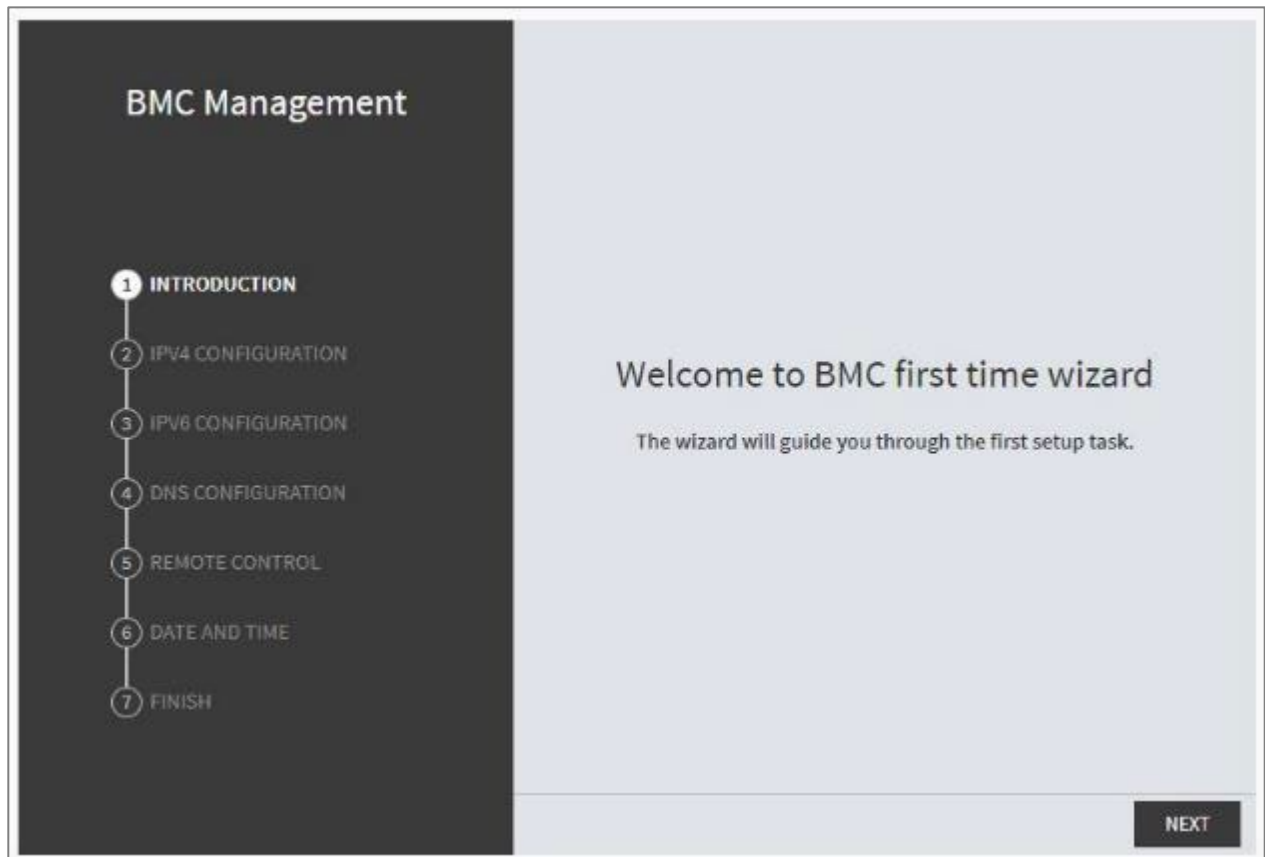 BMC Management
1 INTRODUCTION
2 IPV4 CONFIGURATION
3 IPV6 CONFIGURATION
4 DNS CONFIGURATION
5 REMOTE CONTROL
6 DATE AND TIME
7 FINISH
Welcome to BMC first time wizard
The wizard will guide you through the first setup task.
NEXT